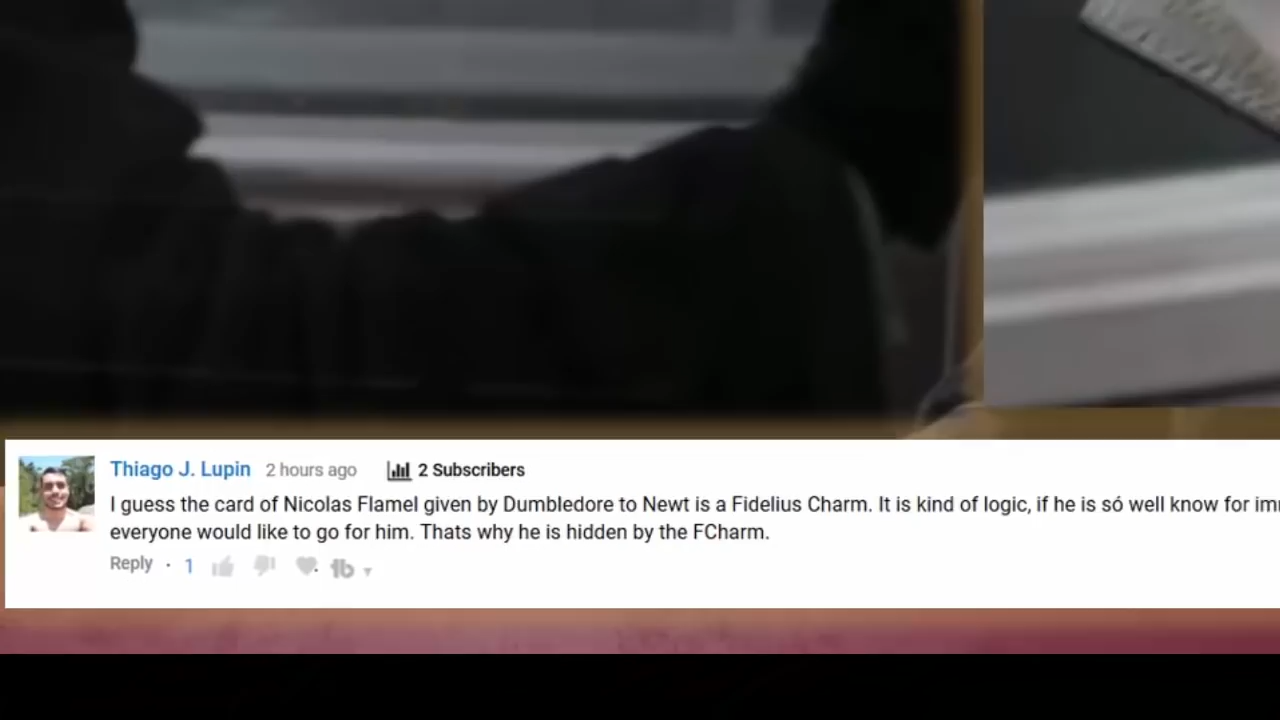 Thiago J. Lupin 2 hours ago 2 Subscribers
I guess the card of Nicolas Flamel given by Dumbledore to Newt is a Fidelius Charm. It is kind of logic, if he is só well know for
everyone would like to go for him. Thats why he is hidden by the FCharm.
Reply · 1